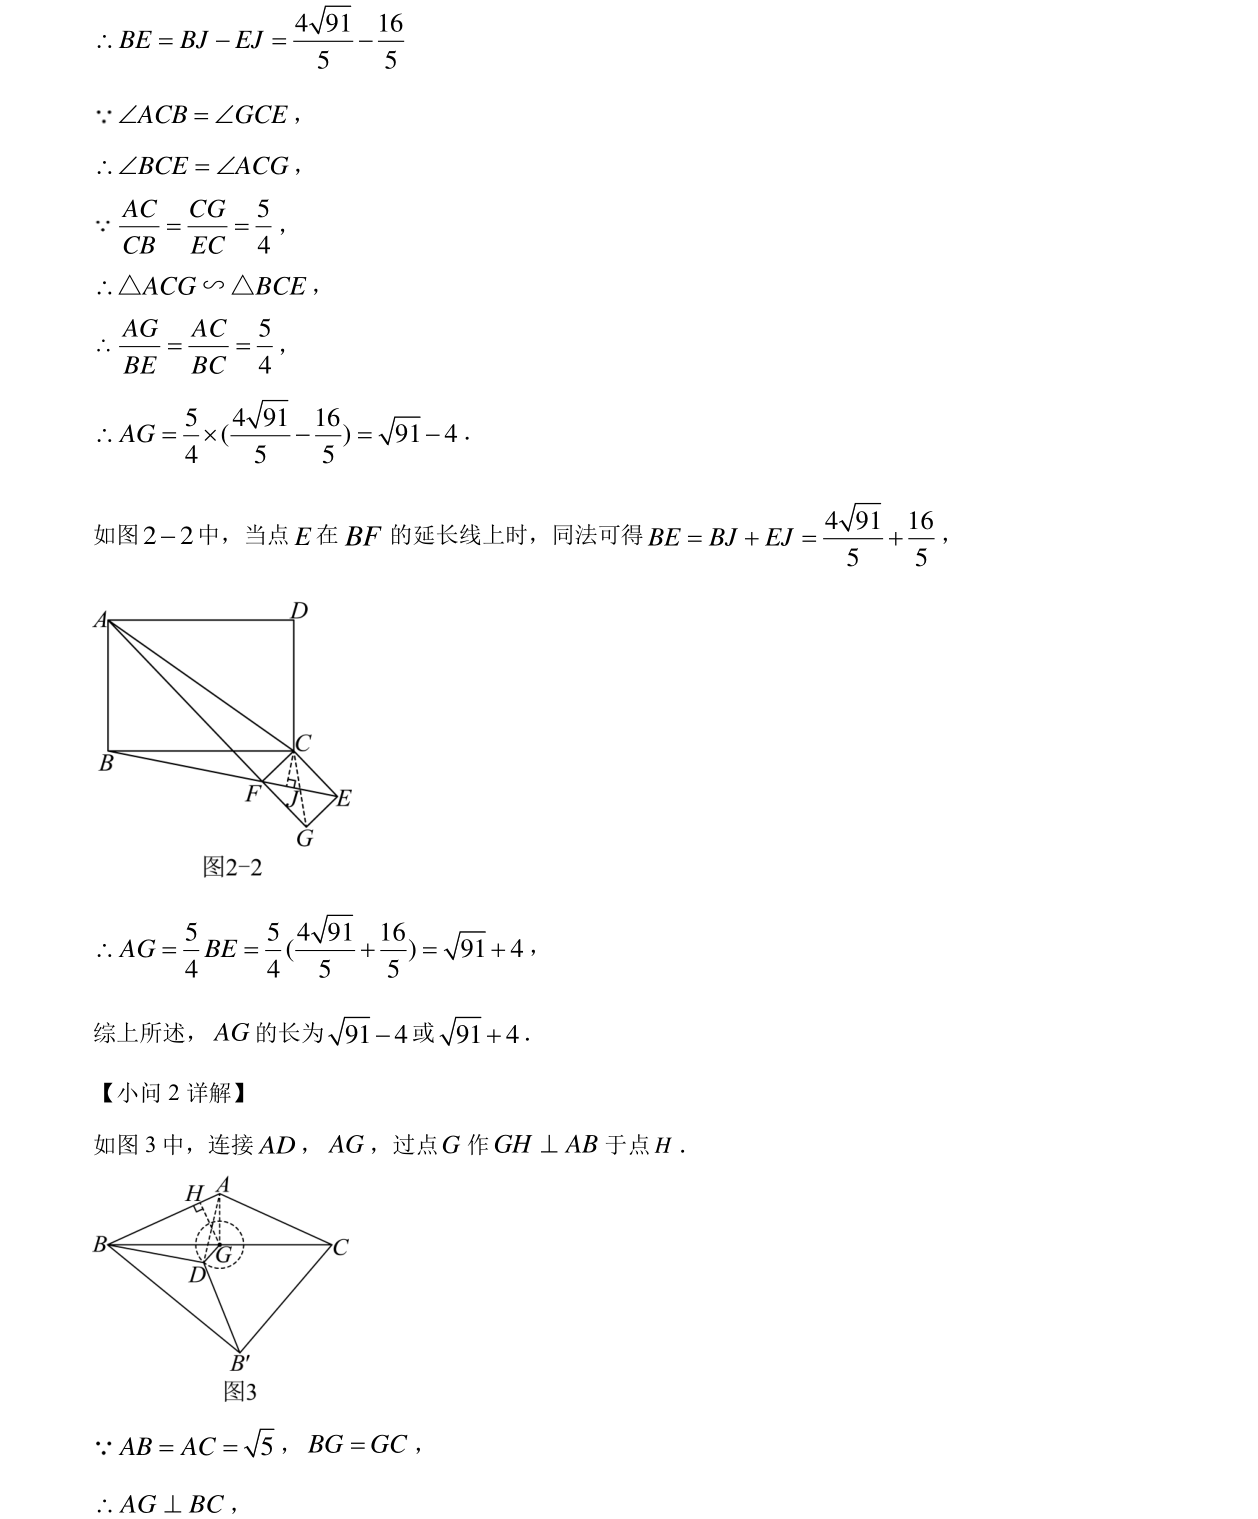 ∴BE = BJ − EJ = 4√91/5 − 16/5
∵∠ACB = ∠GCE，
∴∠BCE = ∠ACG，
∵AC/CB = CG/EC = 5/4，
∴△ACG∽△BCE，
∴AG/BE = AC/BC = 5/4，
∴AG = 5/4 × (4√91/5 − 16/5) = √91 − 4．
如图2−2中，当点E在BF的延长线上时，同法可得BE = BJ + EJ = 4√91/5 + 16/5，
A
D
B
C
F
J
E
G
图2-2
∴AG = 5/4 BE = 5/4 (4√91/5 + 16/5) = √91 + 4，
综上所述，AG的长为√91 − 4或√91 + 4．
【小问 2 详解】
如图 3 中，连接AD，AG，过点G作GH ⊥ AB于点H．
H
A
B
G
C
D
B′
图3
∵AB = AC = √5，BG = GC，
∴AG ⊥ BC，